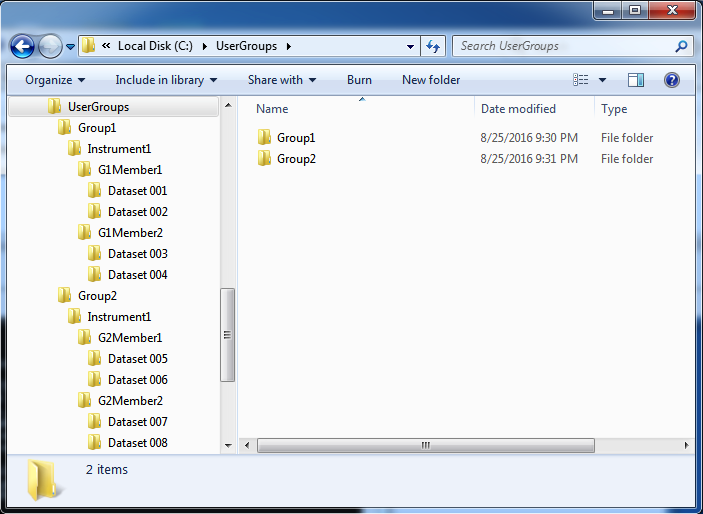 « Local Disk (C:) UserGroups
Search UserGroups
Organize Include in library Share with Burn New folder
UserGroups
Group1
Instrument1
G1Member1
Dataset 001
Dataset 002
G1Member2
Dataset 003
Dataset 004
Group2
Instrument1
G2Member1
Dataset 005
Dataset 006
G2Member2
Dataset 007
Dataset 008
Name Date modified Type
Group1 8/25/2016 9:30 PM File folder
Group2 8/25/2016 9:31 PM File folder
2 items